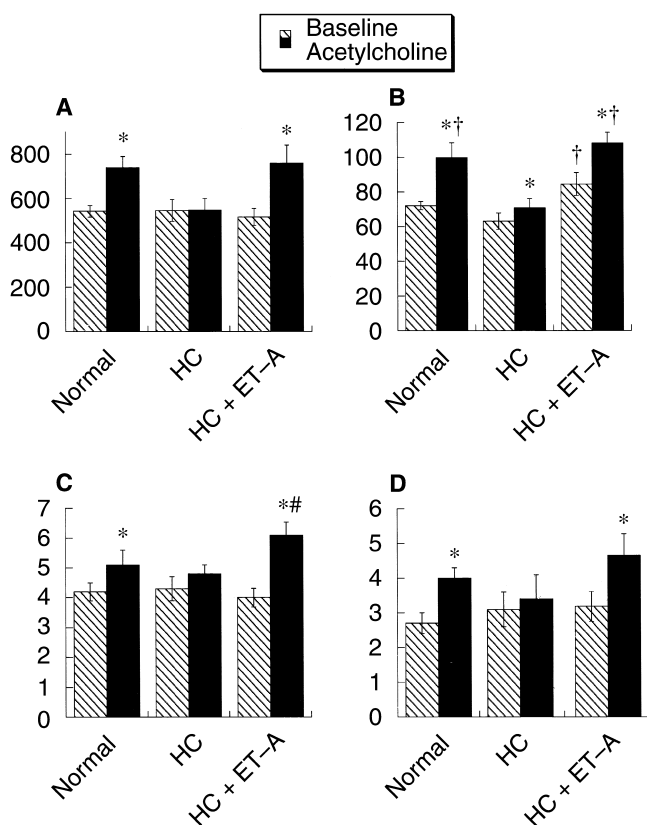 Baseline
Acetylcholine
A
800
600
400
200
0
*
*
Normal
HC
HC + ET–A
B
120
100
80
60
40
20
0
*†
*
†
*†
Normal
HC
HC + ET–A
C
7
6
5
4
3
2
1
0
*
*#
Normal
HC
HC + ET–A
D
6
5
4
3
2
1
0
*
*
Normal
HC
HC + ET–A